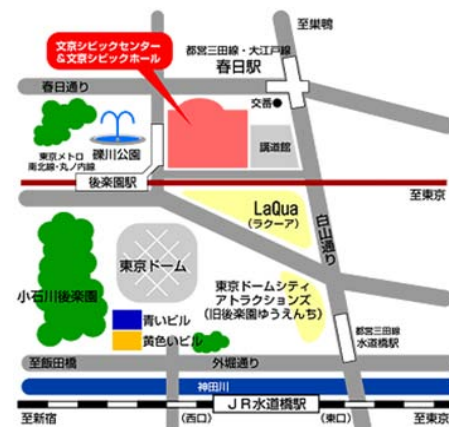 至巣鴨
文京シビックセンター
&文京シビックホール
都営三田線・大江戸線
春日駅
春日通り
交番●
講道館
礫川公園
東京メトロ
南北線・丸ノ内線
後楽園駅
至東京
LaQua
(ラクーア)
白山通り
東京ドーム
小石川後楽園
東京ドームシティ
アトラクションズ
(旧後楽園ゆうえんち)
青いビル
黄色いビル
都営三田線
水道橋駅
至飯田橋
外堀通り
神田川
JR水道橋駅
至新宿
(西口)
(東口)
至東京